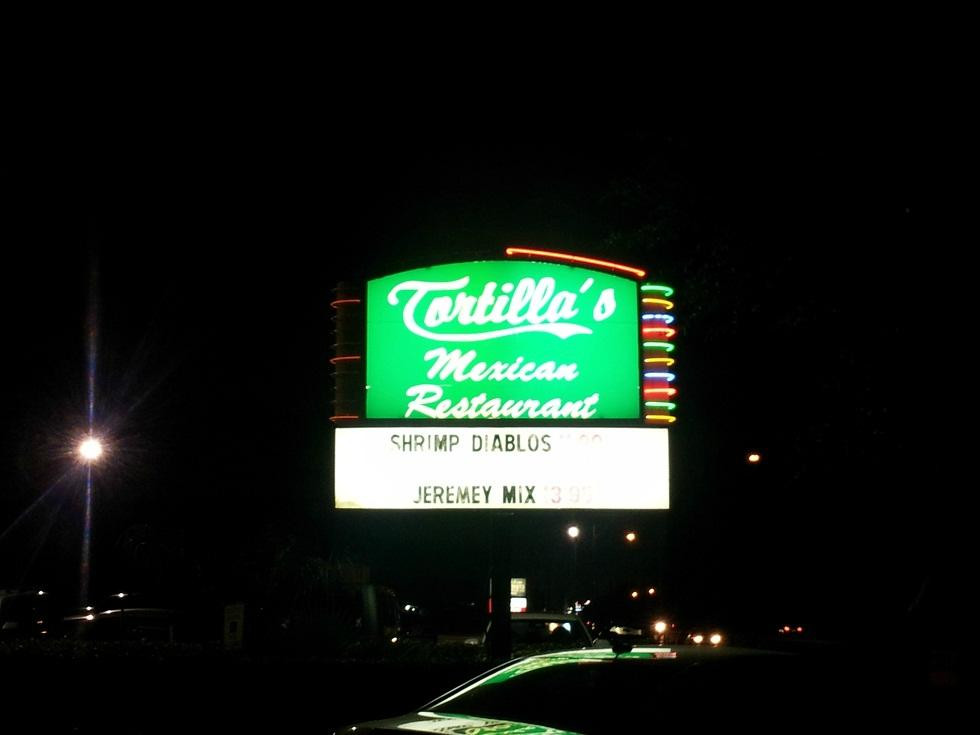 Tortilla's
Mexican
Restaurant
SHRIMP DIABLOS
JEREMEY MIX